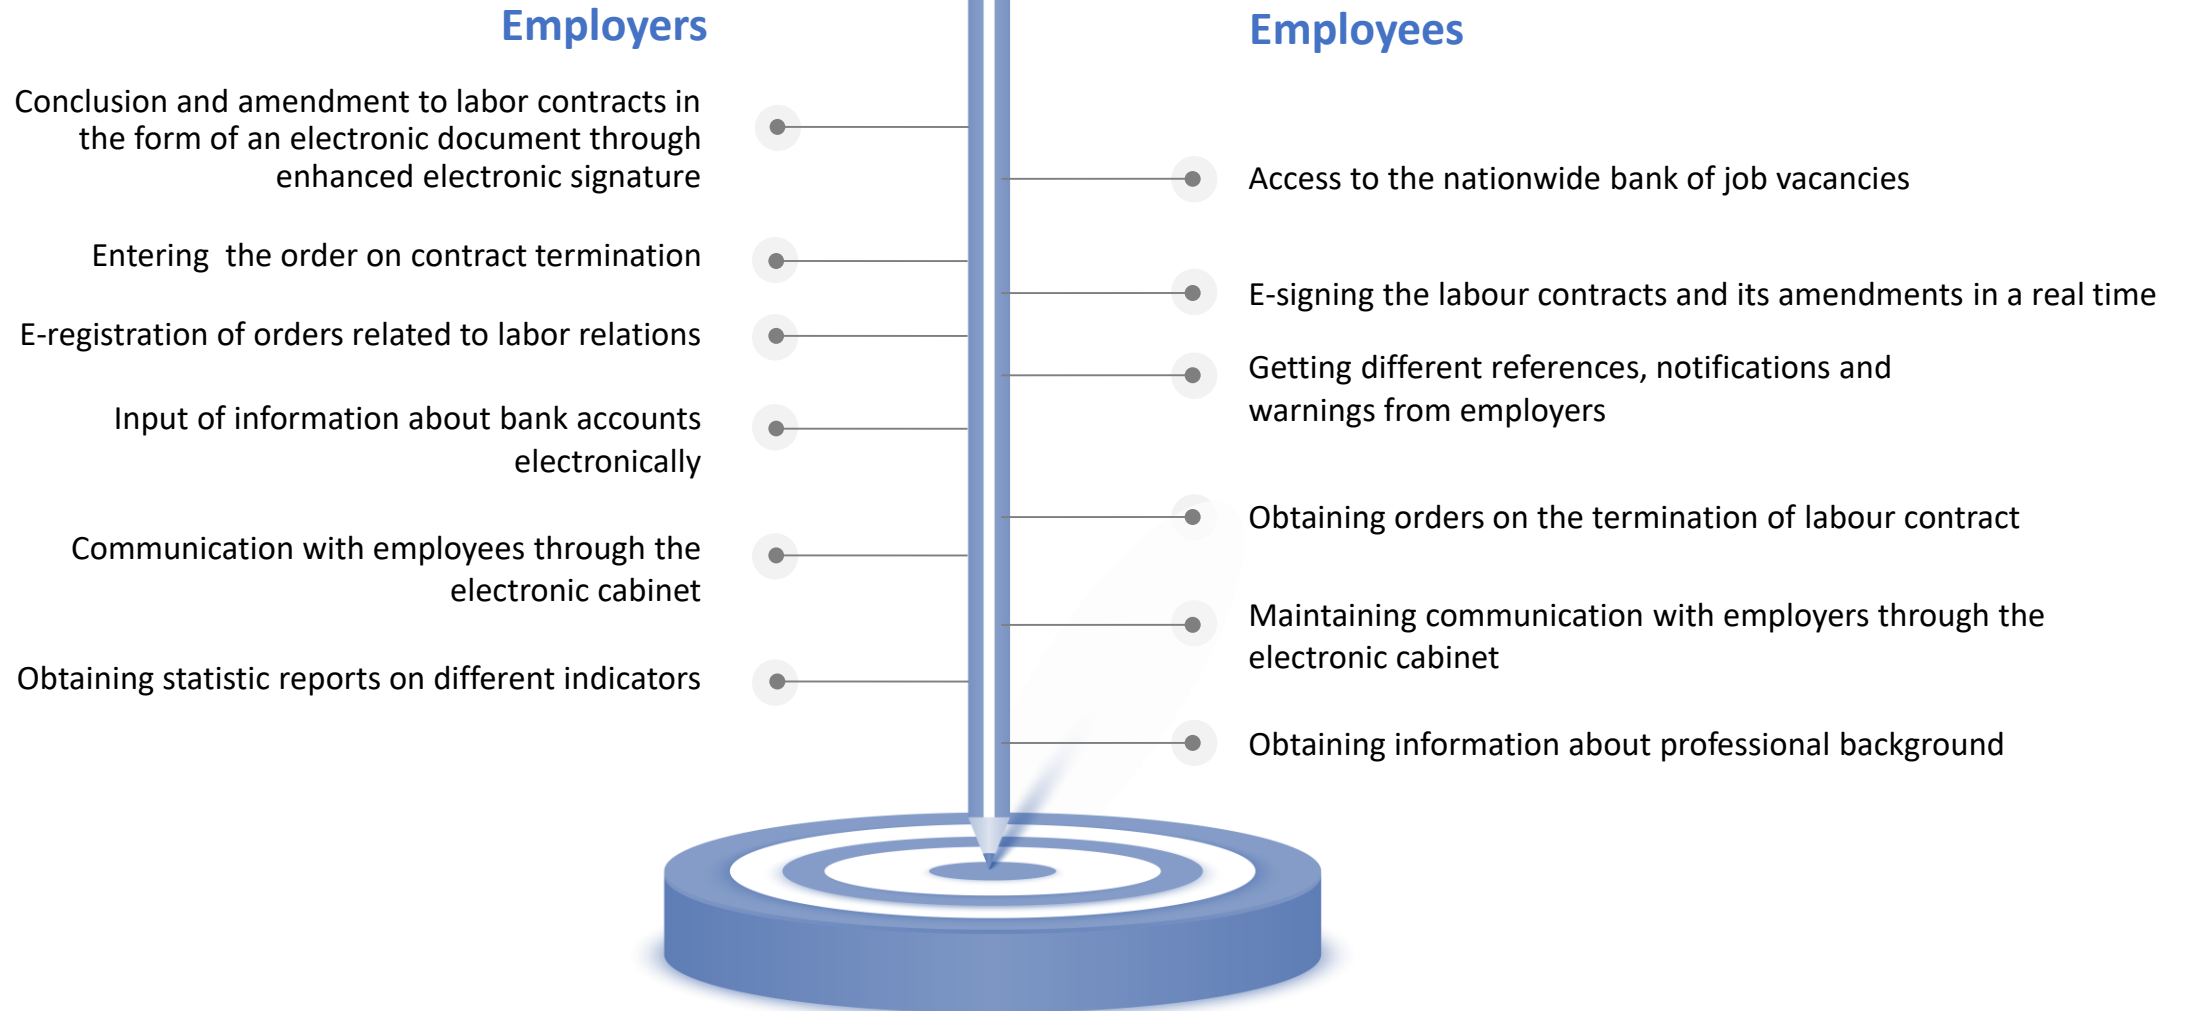 Employers
Conclusion and amendment to labor contracts in
the form of an electronic document through
enhanced electronic signature
Entering  the order on contract termination
E-registration of orders related to labor relations
Input of information about bank accounts
electronically
Communication with employees through the
electronic cabinet
Obtaining statistic reports on different indicators
Employees
Access to the nationwide bank of job vacancies
E-signing the labour contracts and its amendments in a real time
Getting different references, notifications and
warnings from employers
Obtaining orders on the termination of labour contract
Maintaining communication with employers through the
electronic cabinet
Obtaining information about professional background